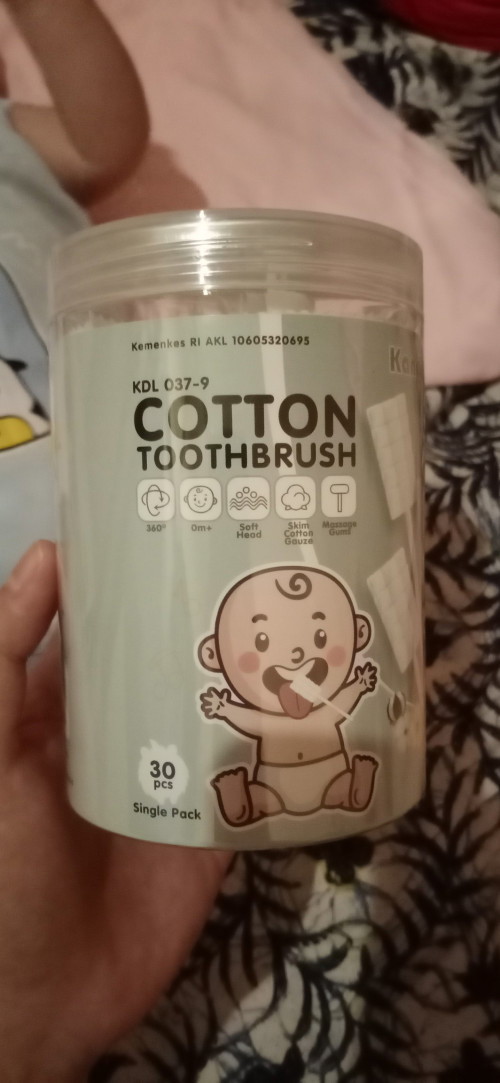 Kemenkes RI AKL 10605320695
KDL 037-9
COTTON
TOOTHBRUSH
360°
0m+
Soft
Head
Skim
Cotton
Gauze
Massage
Gums
30
pcs
Single Pack